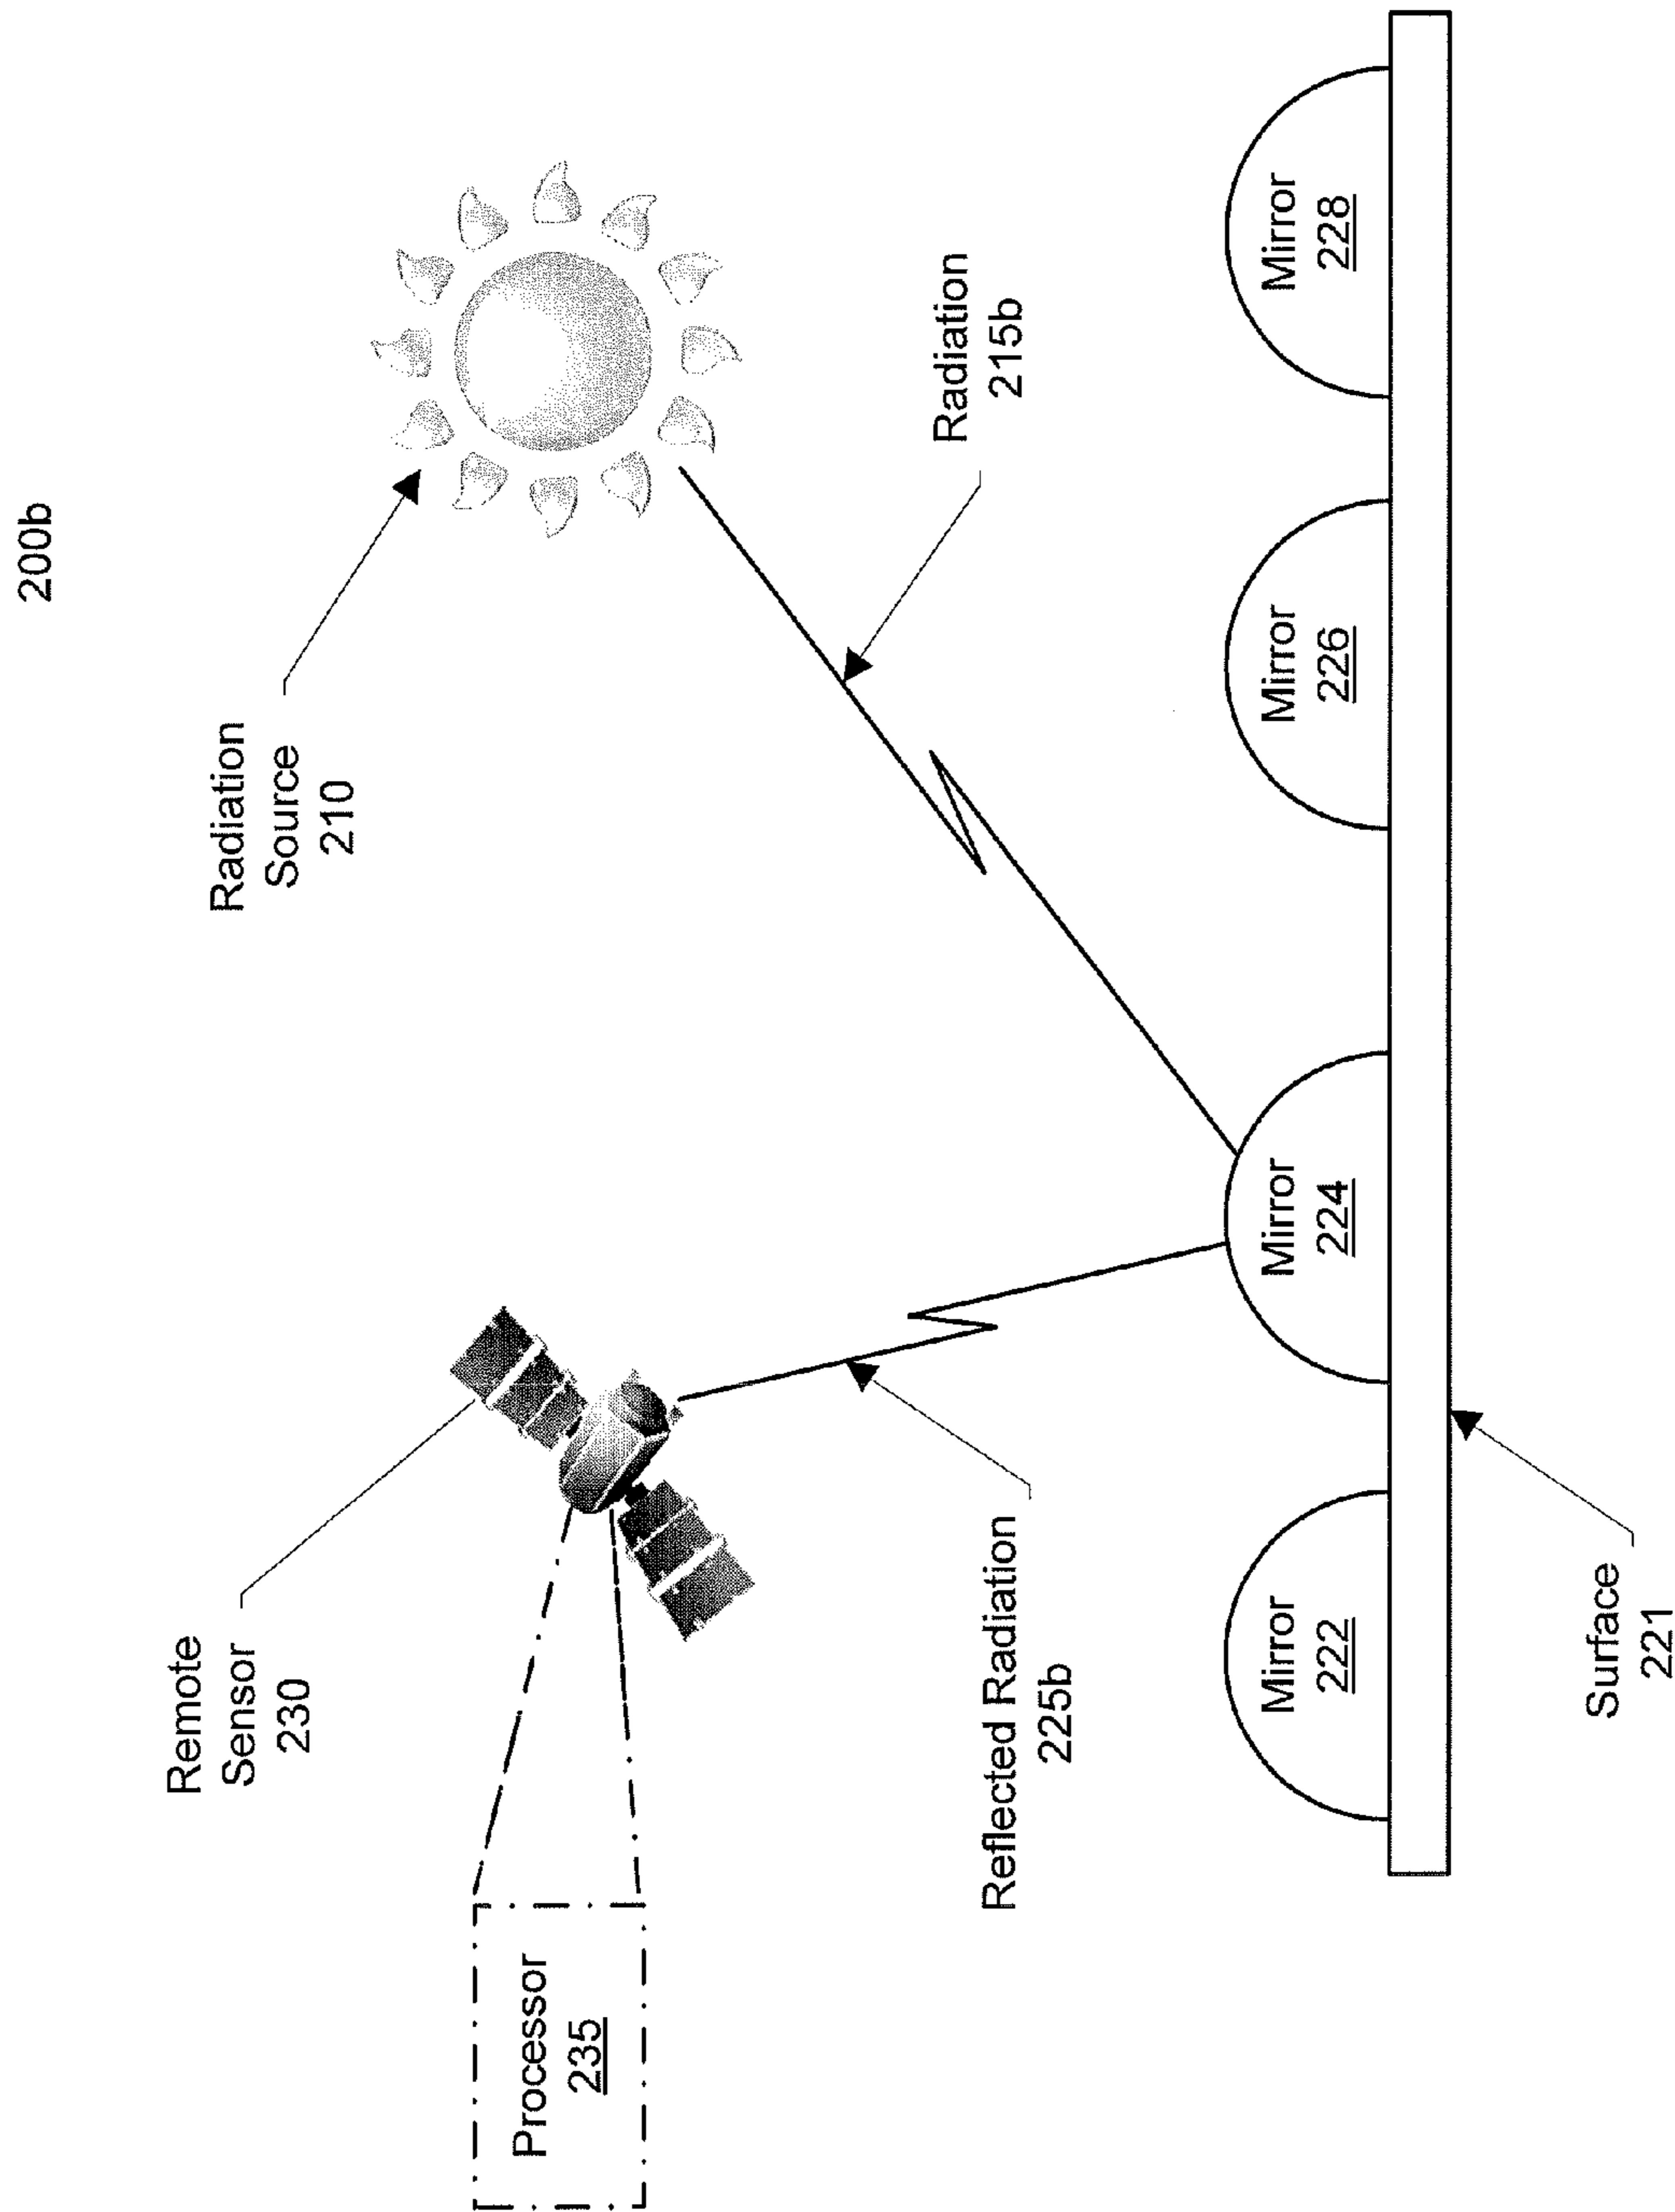 200b
Radiation
Source
210
Remote
Sensor
230
Processor
235
Radiation
215b
Reflected Radiation
225b
Mirror
222
Mirror
224
Mirror
226
Mirror
228
Surface
221